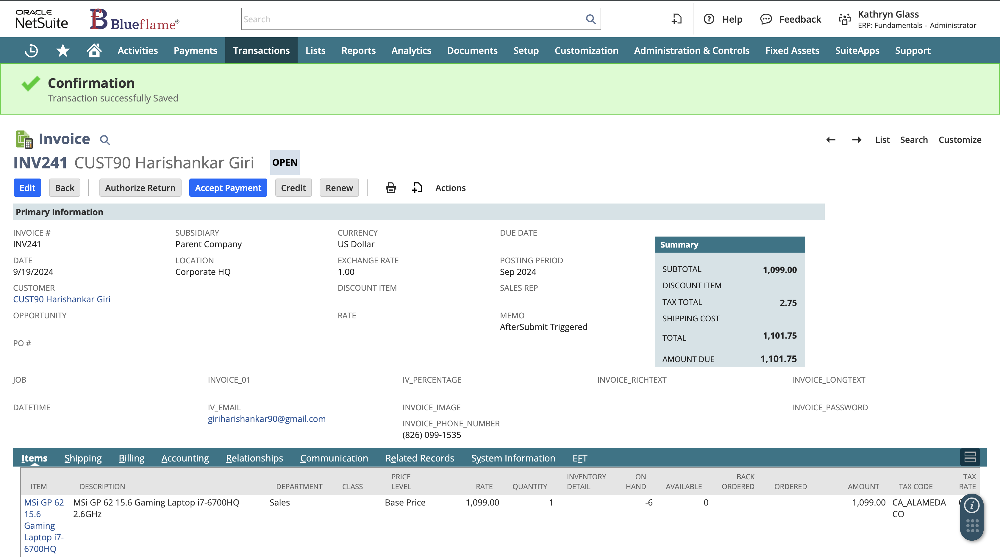 ORACLE
NetSuite
Blueflame®
Search
Help
Feedback
Kathryn Glass
ERP: Fundamentals - Administrator
Activities
Payments
Transactions
Lists
Reports
Analytics
Documents
Setup
Customization
Administration & Controls
Fixed Assets
SuiteApps
Support
Confirmation
Transaction successfully Saved
Invoice
List
Search
Customize
INV241 CUST90 Harishankar Giri OPEN
Edit
Back
Authorize Return
Accept Payment
Credit
Renew
Actions
Primary Information
INVOICE #
INV241
DATE
9/19/2024
CUSTOMER
CUST90 Harishankar Giri
OPPORTUNITY
PO #
SUBSIDIARY
Parent Company
LOCATION
Corporate HQ
CURRENCY
US Dollar
EXCHANGE RATE
1.00
DISCOUNT ITEM
RATE
DUE DATE
POSTING PERIOD
Sep 2024
SALES REP
MEMO
AfterSubmit Triggered
Summary
SUBTOTAL 1,099.00
DISCOUNT ITEM
TAX TOTAL 2.75
SHIPPING COST
TOTAL 1,101.75
AMOUNT DUE 1,101.75
JOB
DATETIME
INVOICE_01
IV_EMAIL
giriharishankar90@gmail.com
IV_PERCENTAGE
INVOICE_IMAGE
INVOICE_PHONE_NUMBER
(826) 099-1535
INVOICE_RICHTEXT
INVOICE_LONGTEXT
INVOICE_PASSWORD
Items
Shipping
Billing
Accounting
Relationships
Communication
Related Records
System Information
EFT
ITEM
DESCRIPTION
DEPARTMENT
CLASS
PRICE
LEVEL
RATE
QUANTITY
INVENTORY
DETAIL
ON
HAND
AVAILABLE
BACK
ORDERED
ORDERED
AMOUNT
TAX CODE
TAX
RATE
MSi GP 62
15.6
Gaming
Laptop i7-
6700HQ
MSi GP 62 15.6 Gaming Laptop i7-6700HQ
2.6GHz
Sales
Base Price
1,099.00
1
-6
0
1,099.00
CA_ALAMEDA
CO